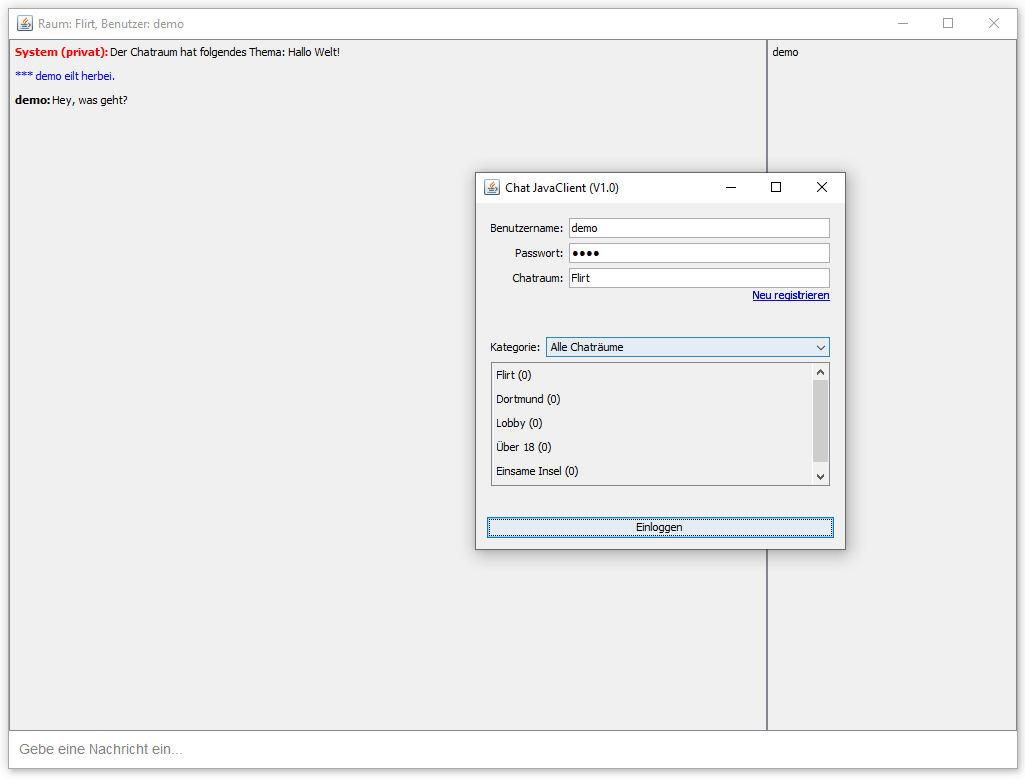 Raum: Flirt, Benutzer: demo
System (privat): Der Chatraum hat folgendes Thema: Hallo Welt!
*** demo eilt herbei.
demo: Hey, was geht?
demo
Chat JavaClient (V1.0)
Benutzername: demo
Passwort: ●●●●
Chatraum: Flirt
Neu registrieren
Kategorie: Alle Chaträume
Flirt (0)
Dortmund (0)
Lobby (0)
Über 18 (0)
Einsame Insel (0)
Einloggen
Gebe eine Nachricht ein...